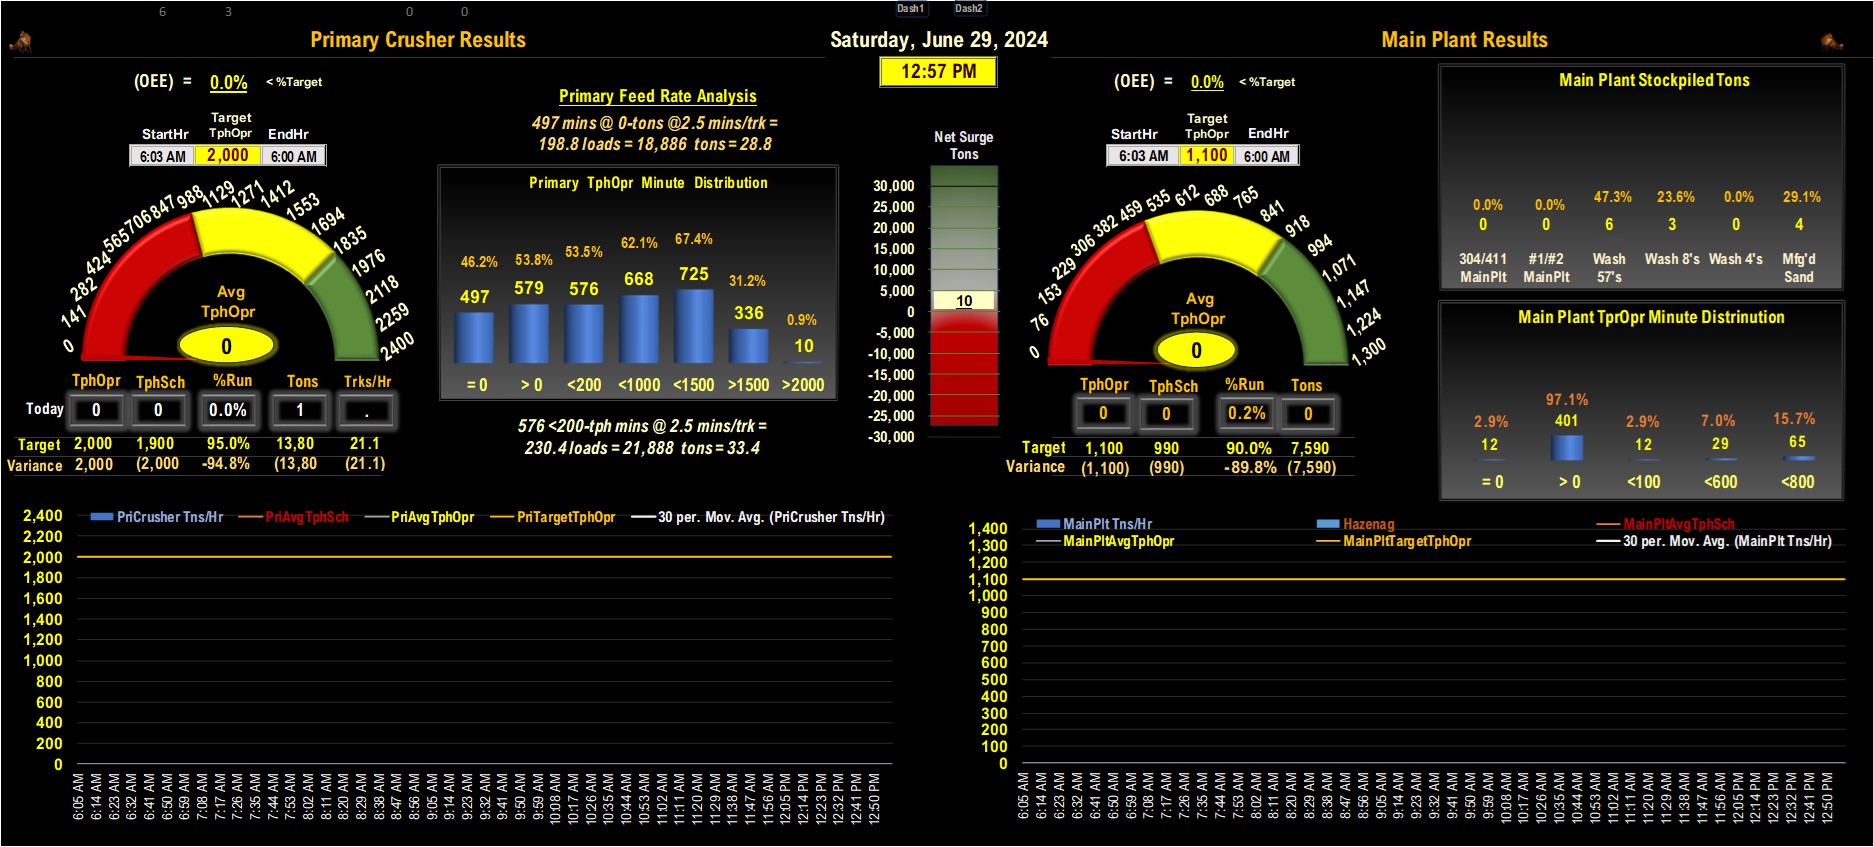 6 3 0 0 Dash1 Dash2
Primary Crusher Results
Saturday, June 29, 2024
Main Plant Results
12:57 PM
(OEE) = 0.0% < %Target
Target
StartHr TphOpr EndHr
6:03 AM 2,000 6:00 AM
0 141 282 424 565 706 847 988 1129 1271 1412 1553 1694 1835 1976 2118 2259 2400
Avg
TphOpr
0
TphOpr TphSch %Run Tons Trks/Hr
Today 0 0 0.0% 1 .
Target 2,000 1,900 95.0% 13,80 21.1
Variance 2,000 (2,000 -94.8% (13,80 (21.1)
Primary Feed Rate Analysis
497 mins @ 0-tons @2.5 mins/trk =
198.8 loads = 18,886 tons = 28.8
Primary TphOpr Minute Distribution
46.2% 53.8% 53.5% 62.1% 67.4% 31.2% 0.9%
497 579 576 668 725 336 10
= 0 > 0 <200 <1000 <1500 >1500 >2000
576 <200-tph mins @ 2.5 mins/trk =
230.4 loads = 21,888 tons = 33.4
Net Surge
Tons
30,000
25,000
20,000
15,000
10,000
5,000
10
0
-5,000
-10,000
-15,000
-20,000
-25,000
-30,000
(OEE) = 0.0% < %Target
Target
StartHr TphOpr EndHr
6:03 AM 1,100 6:00 AM
0 76 153 229 306 382 459 535 612 688 765 841 918 994 1,071 1,147 1,224 1,300
Avg
TphOpr
0
TphOpr TphSch %Run Tons
0 0 0.2% 0
Target 1,100 990 90.0% 7,590
Variance (1,100) (990) -89.8% (7,590)
Main Plant Stockpiled Tons
0.0% 0.0% 47.3% 23.6% 0.0% 29.1%
0 0 6 3 0 4
304/411 #1/#2 Wash Wash 8's Wash 4's Mfg'd
MainPlt MainPlt 57's Sand
Main Plant TprOpr Minute Distrinution
2.9% 97.1% 2.9% 7.0% 15.7%
12 401 12 29 65
= 0 > 0 <100 <600 <800
PriCrusher Tns/Hr PriAvgTphSch PriAvgTphOpr PriTargetTphOpr 30 per. Mov. Avg. (PriCrusher Tns/Hr)
2,400
2,200
2,000
1,800
1,600
1,400
1,200
1,000
800
600
400
200
0
6:05 AM 6:14 AM 6:23 AM 6:32 AM 6:41 AM 6:50 AM 6:59 AM 7:08 AM 7:17 AM 7:26 AM 7:35 AM 7:44 AM 7:53 AM 8:02 AM 8:11 AM 8:20 AM 8:29 AM 8:38 AM 8:47 AM 8:56 AM 9:05 AM 9:14 AM 9:23 AM 9:32 AM 9:41 AM 9:50 AM 9:59 AM 10:08 AM 10:17 AM 10:26 AM 10:35 AM 10:44 AM 10:53 AM 11:02 AM 11:11 AM 11:20 AM 11:29 AM 11:38 AM 11:47 AM 11:56 AM 12:05 PM 12:14 PM 12:23 PM 12:32 PM 12:41 PM 12:50 PM
MainPlt Tns/Hr Hazenag MainPltAvgTphSch
MainPltAvgTphOpr MainPltTargetTphOpr 30 per. Mov. Avg. (MainPlt Tns/Hr)
1,400
1,300
1,200
1,100
1,000
900
800
700
600
500
400
300
200
100
0
6:05 AM 6:14 AM 6:23 AM 6:32 AM 6:41 AM 6:50 AM 6:59 AM 7:08 AM 7:17 AM 7:26 AM 7:35 AM 7:44 AM 7:53 AM 8:02 AM 8:11 AM 8:20 AM 8:29 AM 8:38 AM 8:47 AM 8:56 AM 9:05 AM 9:14 AM 9:23 AM 9:32 AM 9:41 AM 9:50 AM 9:59 AM 10:08 AM 10:17 AM 10:26 AM 10:35 AM 10:44 AM 10:53 AM 11:02 AM 11:11 AM 11:20 AM 11:29 AM 11:38 AM 11:47 AM 11:56 AM 12:05 PM 12:14 PM 12:23 PM 12:32 PM 12:41 PM 12:50 PM